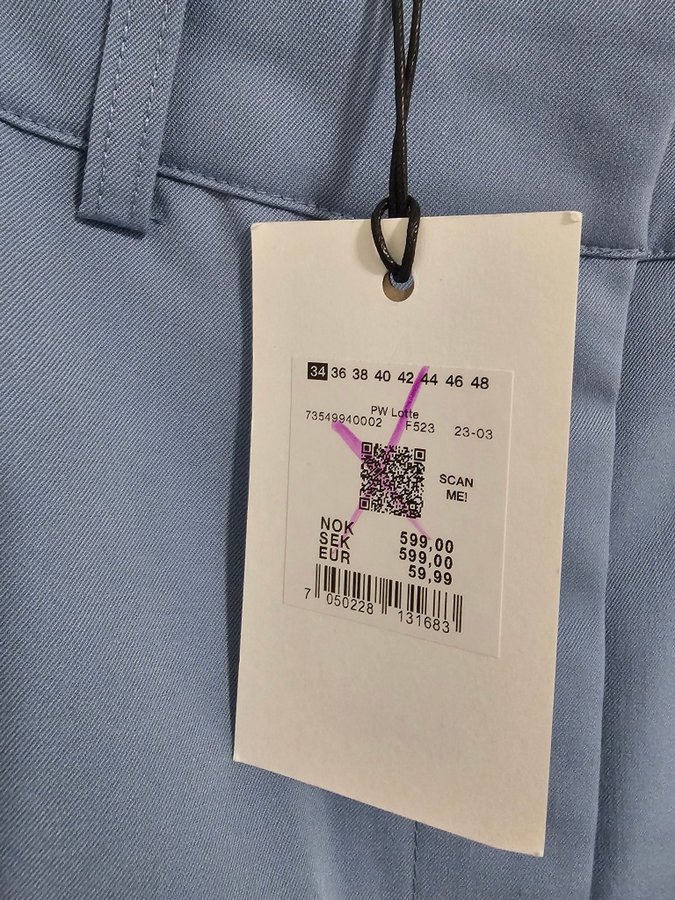 34 36 38 40 42 44 46 48
PW Lotte
73549940002 F523 23-03
SCAN
ME!
NOK 599,00
SEK 599,00
EUR 59,99
7 050228 131683